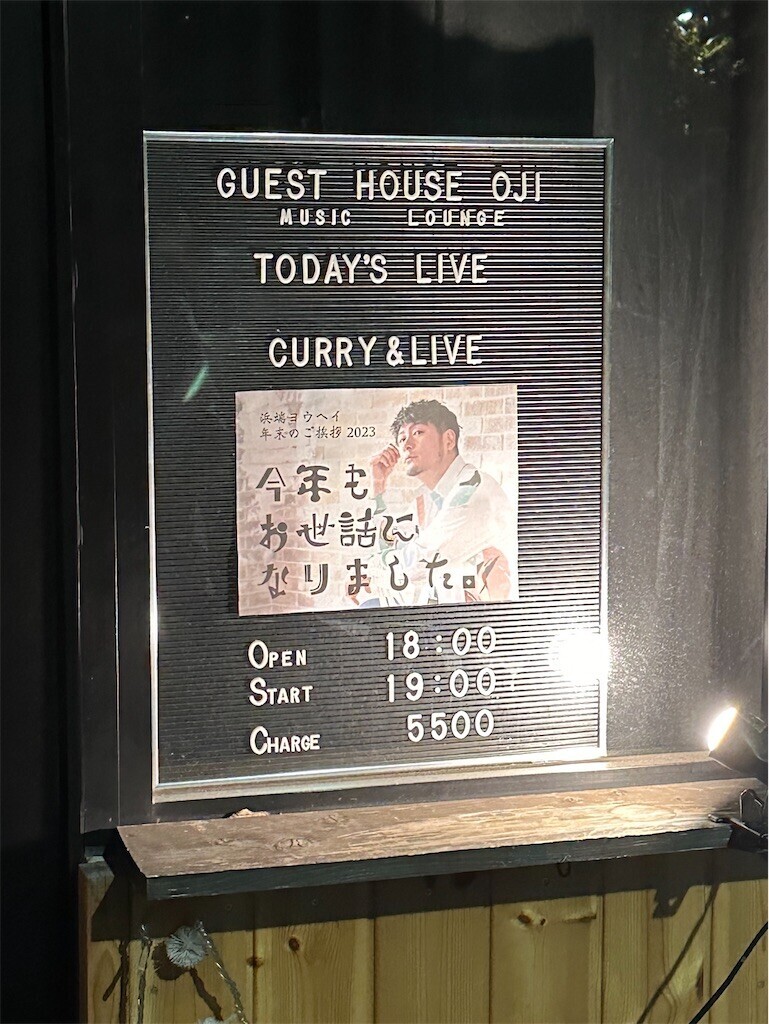 GUEST HOUSE OJI
MUSIC LOUNGE
TODAY'S LIVE
CURRY&LIVE
浜端ヨウヘイ
年末のご挨拶 2023
今年も
お世話に
なりました。
OPEN 18:00
START 19:00
CHARGE 5500